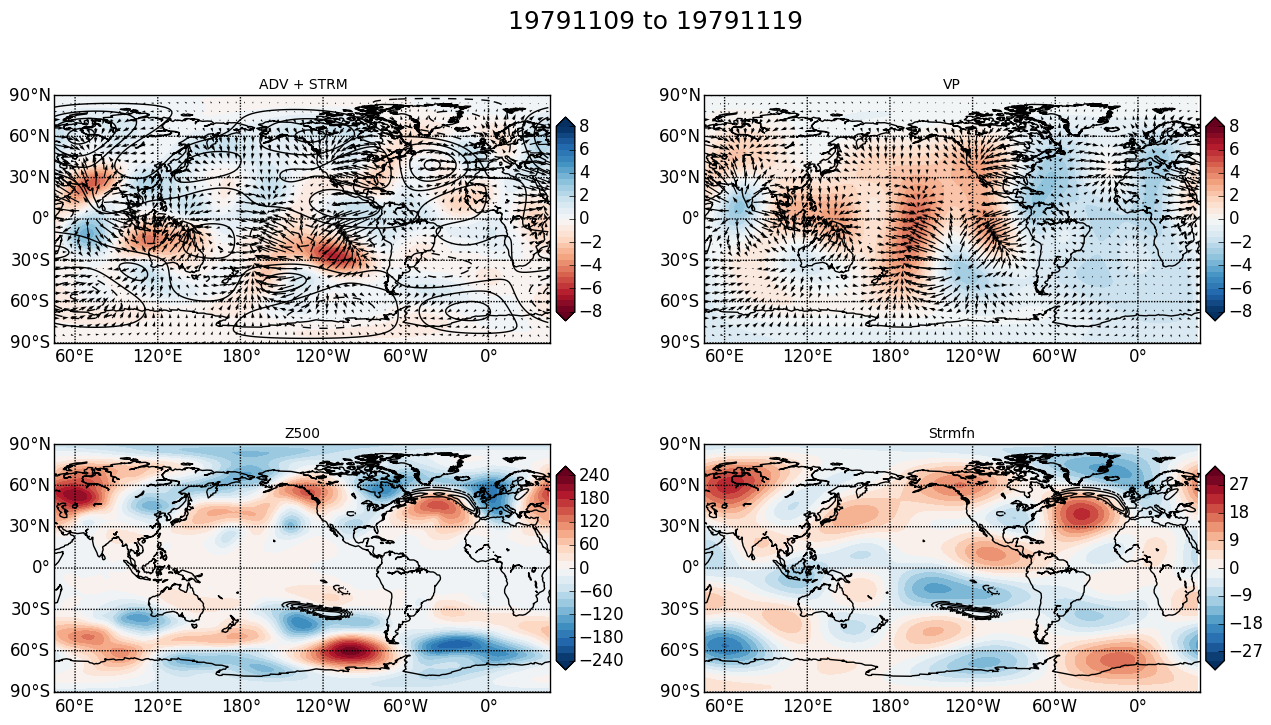 19791109 to 19791119
ADV + STRM
90°N
60°N
30°N
0°
30°S
60°S
90°S
60°E 120°E 180° 120°W 60°W 0°
8
6
4
2
0
−2
−4
−6
−8
VP
90°N
60°N
30°N
0°
30°S
60°S
90°S
60°E 120°E 180° 120°W 60°W 0°
8
6
4
2
0
−2
−4
−6
−8
Z500
90°N
60°N
30°N
0°
30°S
60°S
90°S
60°E 120°E 180° 120°W 60°W 0°
240
180
120
60
0
−60
−120
−180
−240
Strmfn
90°N
60°N
30°N
0°
30°S
60°S
90°S
60°E 120°E 180° 120°W 60°W 0°
27
18
9
0
−9
−18
−27